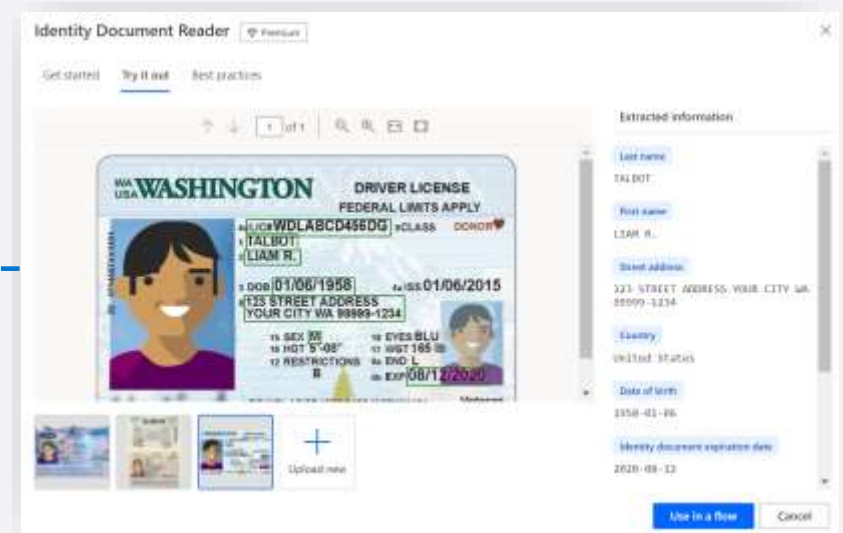 Identity Document Reader Premium
Get started Try it out Best practices
1 of 1
WA USA WASHINGTON
DRIVER LICENSE
FEDERAL LIMITS APPLY
LIC# WDLABCD456DG 9CLASS DONOR
1 TALBOT
2 LIAM R.
3 DOB 01/06/1958 4a ISS 01/06/2015
8 123 STREET ADDRESS
YOUR CITY WA 99999-1234
15 SEX M 18 EYES BLU
16 HGT 5'-08" 17 WGT 165 lb
12 RESTRICTIONS 9a END L
B EXP 08/12/2020
Veteran
Upload new
Extracted information
Last name
TALBOT
First name
LIAM R.
Street address
123 STREET ADDRESS YOUR CITY WA
99999-1234
Country
United States
Date of birth
1958-01-06
Identity document expiration date
2020-08-12
Use in a flow Cancel